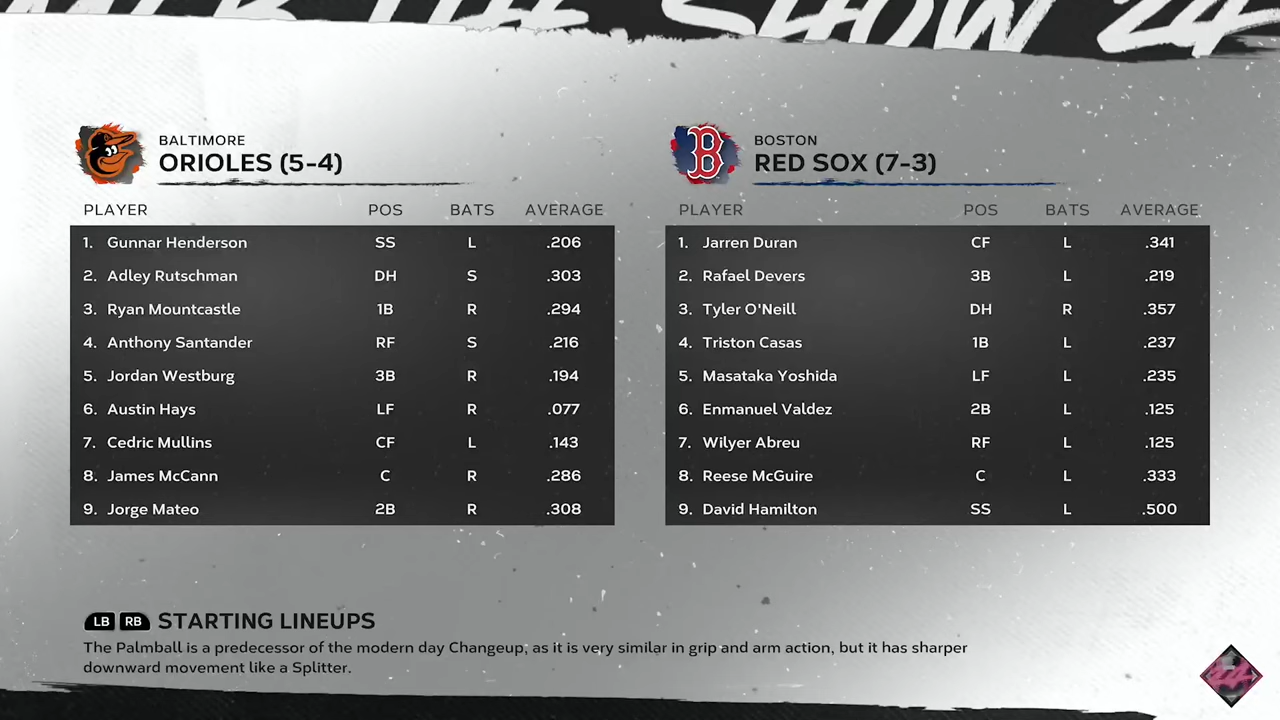 THE SHOW 24
BALTIMORE
ORIOLES (5-4)
PLAYER POS BATS AVERAGE
1. Gunnar Henderson SS L .206
2. Adley Rutschman DH S .303
3. Ryan Mountcastle 1B R .294
4. Anthony Santander RF S .216
5. Jordan Westburg 3B R .194
6. Austin Hays LF R .077
7. Cedric Mullins CF L .143
8. James McCann C R .286
9. Jorge Mateo 2B R .308
B
BOSTON
RED SOX (7-3)
PLAYER POS BATS AVERAGE
1. Jarren Duran CF L .341
2. Rafael Devers 3B L .219
3. Tyler O'Neill DH R .357
4. Triston Casas 1B L .237
5. Masataka Yoshida LF L .235
6. Enmanuel Valdez 2B L .125
7. Wilyer Abreu RF L .125
8. Reese McGuire C L .333
9. David Hamilton SS L .500
LB RB STARTING LINEUPS
The Palmball is a predecessor of the modern day Changeup, as it is very similar in grip and arm action, but it has sharper
downward movement like a Splitter.
24